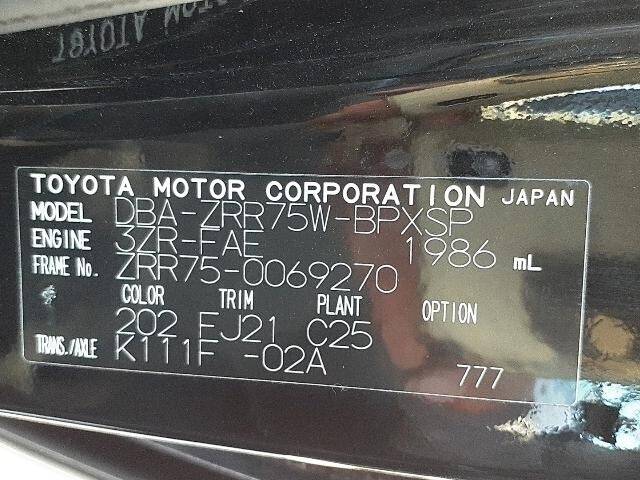 TOYOTA MOTOR CORPORATION JAPAN
MODEL DBA-ZRR75W-BPXSP
ENGINE 3ZR-FAE 1986 mL
FRAME No. ZRR75-0069270
COLOR TRIM PLANT OPTION
202 FJ21 C25
TRANS./AXLE K111F -02A
777